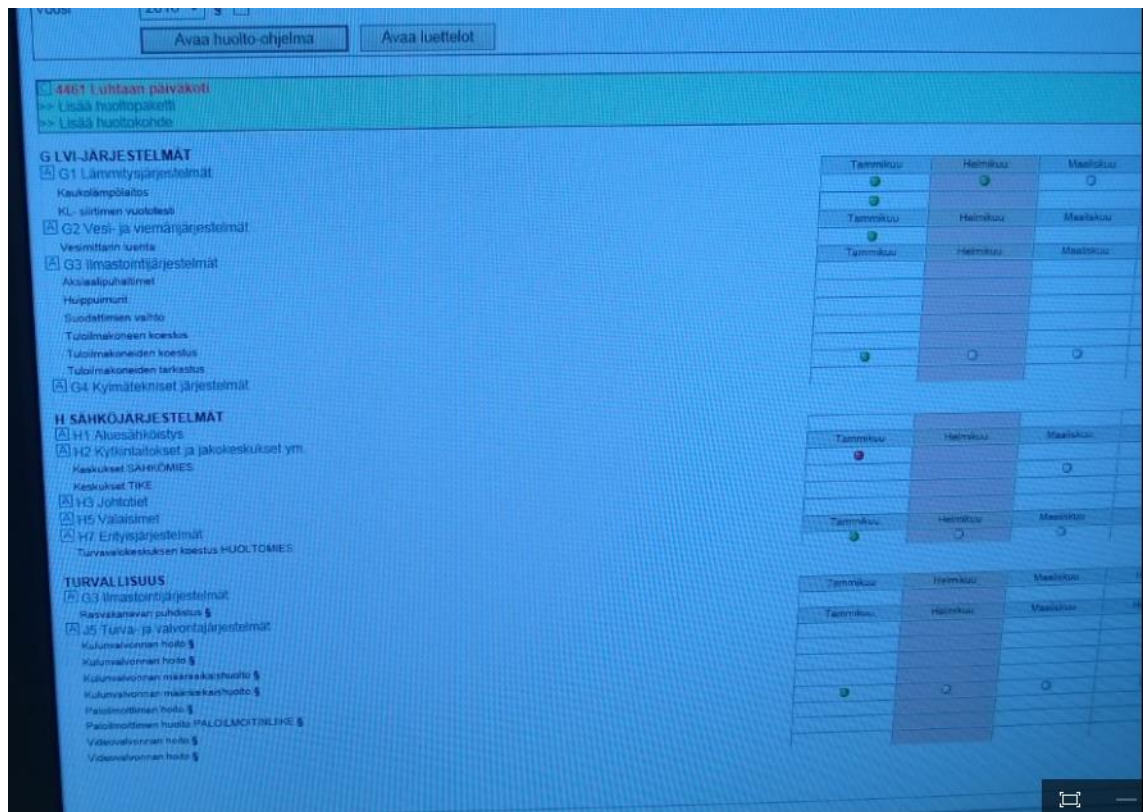 Vuosi 2016 §
Avaa huolto-ohjelma Avaa luettelot
4461 Luhtaan päiväkoti
>> Lisää huoltopaketti
>> Lisää huoltokohde
G LVI-JÄRJESTELMÄT
A G1 Lämmitysjärjestelmät Tammikuu Helmikuu Maaliskuu
Kaukolämpölaitos
KL- siirtimen vuototesti
A G2 Vesi- ja viemärijärjestelmät Tammikuu Helmikuu Maaliskuu
Vesimittarin luenta
A G3 Ilmastointijärjestelmät Tammikuu Helmikuu Maaliskuu
Aksiaalipuhaltimet
Huippuimurit
Suodattimien vaihto
Tuloilmakoneen koestus
Tuloilmakoneiden koestus
Tuloilmakoneiden tarkastus
A G4 Kylmätekniset järjestelmät
H SÄHKÖJÄRJESTELMÄT
A H1 Aluesähköistys
A H2 Kytkinlaitokset ja jakokeskukset ym. Tammikuu Helmikuu Maaliskuu
Keskukset SÄHKÖMIES
Keskukset TIKE
A H3 Johtotiet
A H5 Valaisimet
A H7 Erityisjärjestelmät Tammikuu Helmikuu Maaliskuu
Turvavalokeskuksen koestus HUOLTOMIES
TURVALLISUUS
A G3 Ilmastointijärjestelmät Tammikuu Helmikuu Maaliskuu
Rasvakanavan puhdistus §
A J5 Turva- ja valvontajärjestelmät Tammikuu Helmikuu Maaliskuu
Kulunvalvonnan hoito §
Kulunvalvonnan hoito §
Kulunvalvonnan määräaikaishuolto §
Kulunvalvonnan määräaikaishuolto §
Paloilmoittimen hoito §
Paloilmoittimen huolto PALOILMOITINLIIKE §
Videovalvonnan hoito §
Videovalvonnan hoito §